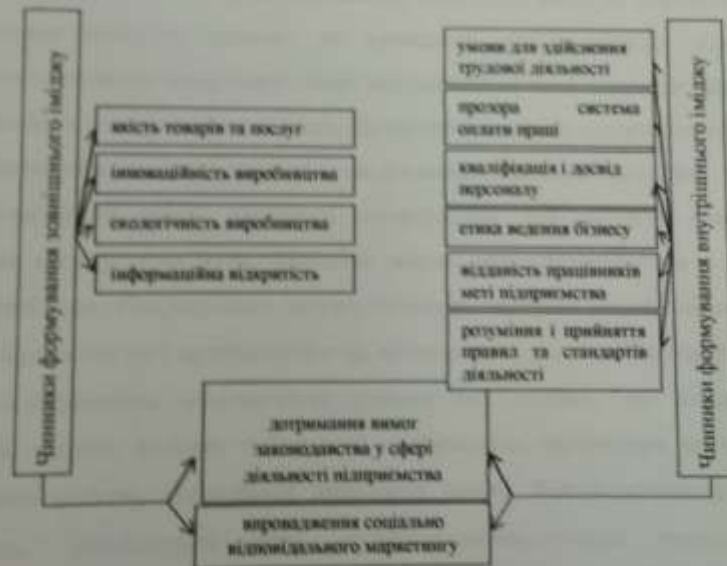 Чинники формування зовнішнього іміджу
якість товарів та послуг
інноваційність виробництва
екологічність виробництва
інформаційна відкритість
умови для здійснення
трудової діяльності
прозора система
оплати праці
кваліфікація і досвід
персоналу
етика ведення бізнесу
відданість працівників
меті підприємства
розуміння і прийняття
правил та стандартів
діяльності
Чинники формування внутрішнього іміджу
дотримання вимог
законодавства у сфері
діяльності підприємства
впровадження соціально
відповідального маркетингу